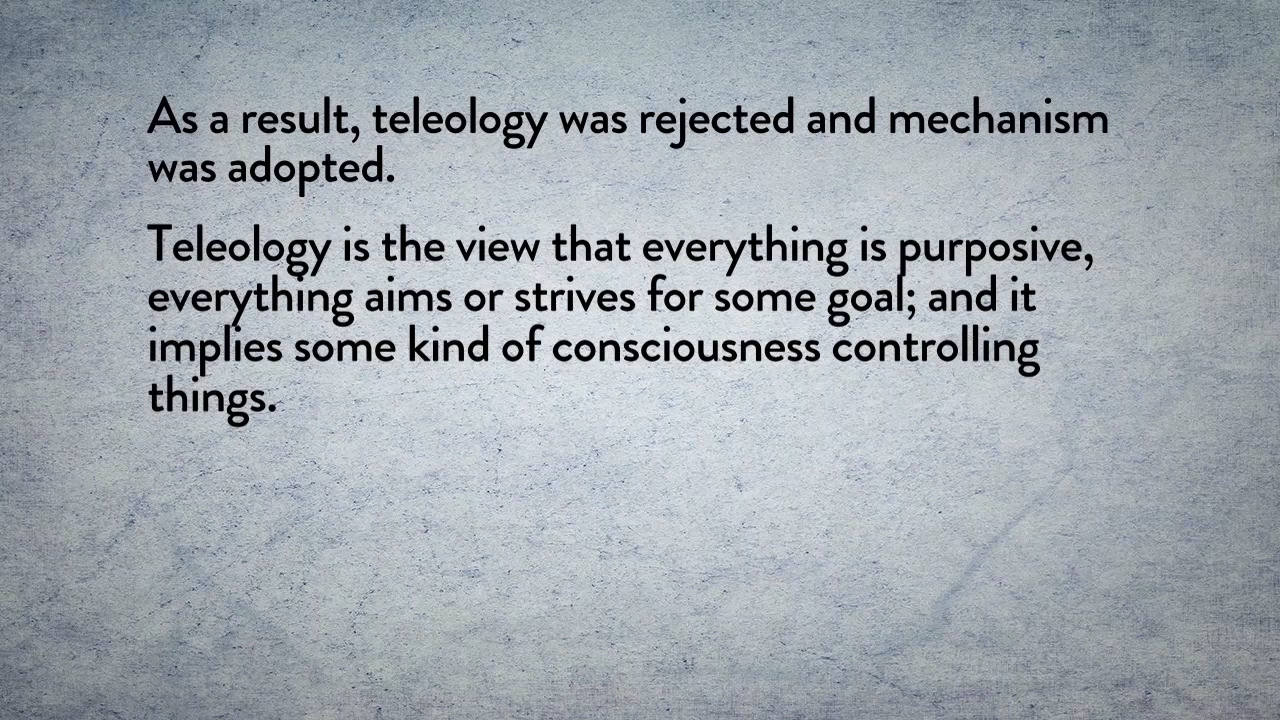 As a result, teleology was rejected and mechanism
was adopted.
Teleology is the view that everything is purposive,
everything aims or strives for some goal; and it
implies some kind of consciousness controlling
things.